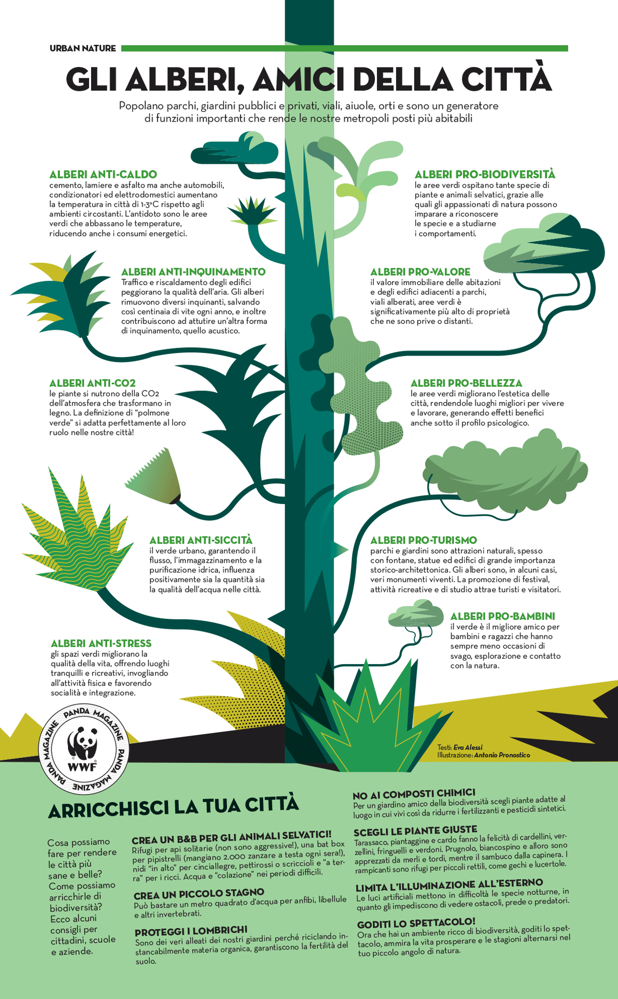 URBAN NATURE
GLI ALBERI, AMICI DELLA CITTÀ
Popolano parchi, giardini pubblici e privati, viali, aiuole, orti e sono un generatore
di funzioni importanti che rende le nostre metropoli posti più abitabili
ALBERI ANTI-CALDO
cemento, lamiere e asfalto ma anche automobili,
condizionatori ed elettrodomestici aumentano
la temperatura in città di 1-3°C rispetto agli
ambienti circostanti. L'antidoto sono le aree
verdi che abbassano le temperature,
riducendo anche i consumi energetici.
ALBERI PRO-BIODIVERSITÀ
le aree verdi ospitano tante specie di
piante e animali selvatici, grazie alle
quali gli appassionati di natura possono
imparare a riconoscere
le specie e a studiarne
i comportamenti.
ALBERI ANTI-INQUINAMENTO
Traffico e riscaldamento degli edifici
peggiorano la qualità dell'aria. Gli alberi
rimuovono diversi inquinanti, salvando
così centinaia di vite ogni anno, e inoltre
contribuiscono ad attutire un'altra forma
di inquinamento, quello acustico.
ALBERI PRO-VALORE
il valore immobiliare delle abitazioni
e degli edifici adiacenti a parchi,
viali alberati, aree verdi è
significativamente più alto di proprietà
che ne sono prive o distanti.
ALBERI ANTI-CO2
le piante si nutrono della CO2
dell'atmosfera che trasformano in
legno. La definizione di "polmone
verde" si adatta perfettamente al loro
ruolo nelle nostre città!
ALBERI PRO-BELLEZZA
le aree verdi migliorano l'estetica delle
città, rendendole luoghi migliori per vivere
e lavorare, generando effetti benefici
anche sotto il profilo psicologico.
ALBERI ANTI-SICCITÀ
il verde urbano, garantendo il
flusso, l'immagazzinamento e la
purificazione idrica, influenza
positivamente sia la quantità sia
la qualità dell'acqua nelle città.
ALBERI PRO-TURISMO
parchi e giardini sono attrazioni naturali, spesso
con fontane, statue ed edifici di grande importanza
storico-architettonica. Gli alberi sono, in alcuni casi,
veri monumenti viventi. La promozione di festival,
attività ricreative e di studio attrae turisti e visitatori.
ALBERI PRO-BAMBINI
il verde è il migliore amico per
bambini e ragazzi che hanno
sempre meno occasioni di
svago, esplorazione e contatto
con la natura.
ALBERI ANTI-STRESS
gli spazi verdi migliorano la
qualità della vita, offrendo luoghi
tranquilli e ricreativi, invogliando
all'attività fisica e favorendo
socialità e integrazione.
PANDA MAGAZINE PANDA MAGAZINE PANDA MAGAZINE
© WWF ®
Testi: Eva Alessi
Illustrazione: Antonio Pronostico
ARRICCHISCI LA TUA CITTÀ
Cosa possiamo
fare per rendere
le città più
sane e belle?
Come possiamo
arricchirle di
biodiversità?
Ecco alcuni
consigli per
cittadini, scuole
e aziende.
CREA UN B&B PER GLI ANIMALI SELVATICI!
Rifugi per api solitarie (non sono aggressive!), una bat box
per pipistrelli (mangiano 2.000 zanzare a testa ogni sera!),
nidi "in alto" per cinciallegre, pettirossi o scriccioli e "a ter-
ra" per i ricci. Acqua e "colazione" nei periodi difficili.
CREA UN PICCOLO STAGNO
Può bastare un metro quadrato d'acqua per anfibi, libellule
e altri invertebrati.
PROTEGGI I LOMBRICHI
Sono dei veri alleati dei nostri giardini perché riciclando in-
stancabilmente materia organica, garantiscono la fertilità del
suolo.
NO AI COMPOSTI CHIMICI
Per un giardino amico della biodiversità scegli piante adatte al
luogo in cui vivi così da ridurre i fertilizzanti e pesticidi sintetici.
SCEGLI LE PIANTE GIUSTE
Tarassaco, piantaggine e cardo fanno la felicità di cardellini, ver-
zellini, fringuelli e verdoni. Prugnolo, biancospino e alloro sono
apprezzati da merli e tordi, mentre il sambuco dalla capinera. I
rampicanti sono rifugi per piccoli rettili, come gechi e lucertole.
LIMITA L'ILLUMINAZIONE ALL'ESTERNO
Le luci artificiali mettono in difficoltà le specie notturne, in
quanto gli impediscono di vedere ostacoli, prede o predatori.
GODITI LO SPETTACOLO!
Ora che hai un ambiente ricco di biodiversità, goditi lo spet-
tacolo, ammira la vita prosperare e le stagioni alternarsi nel
tuo piccolo angolo di natura.